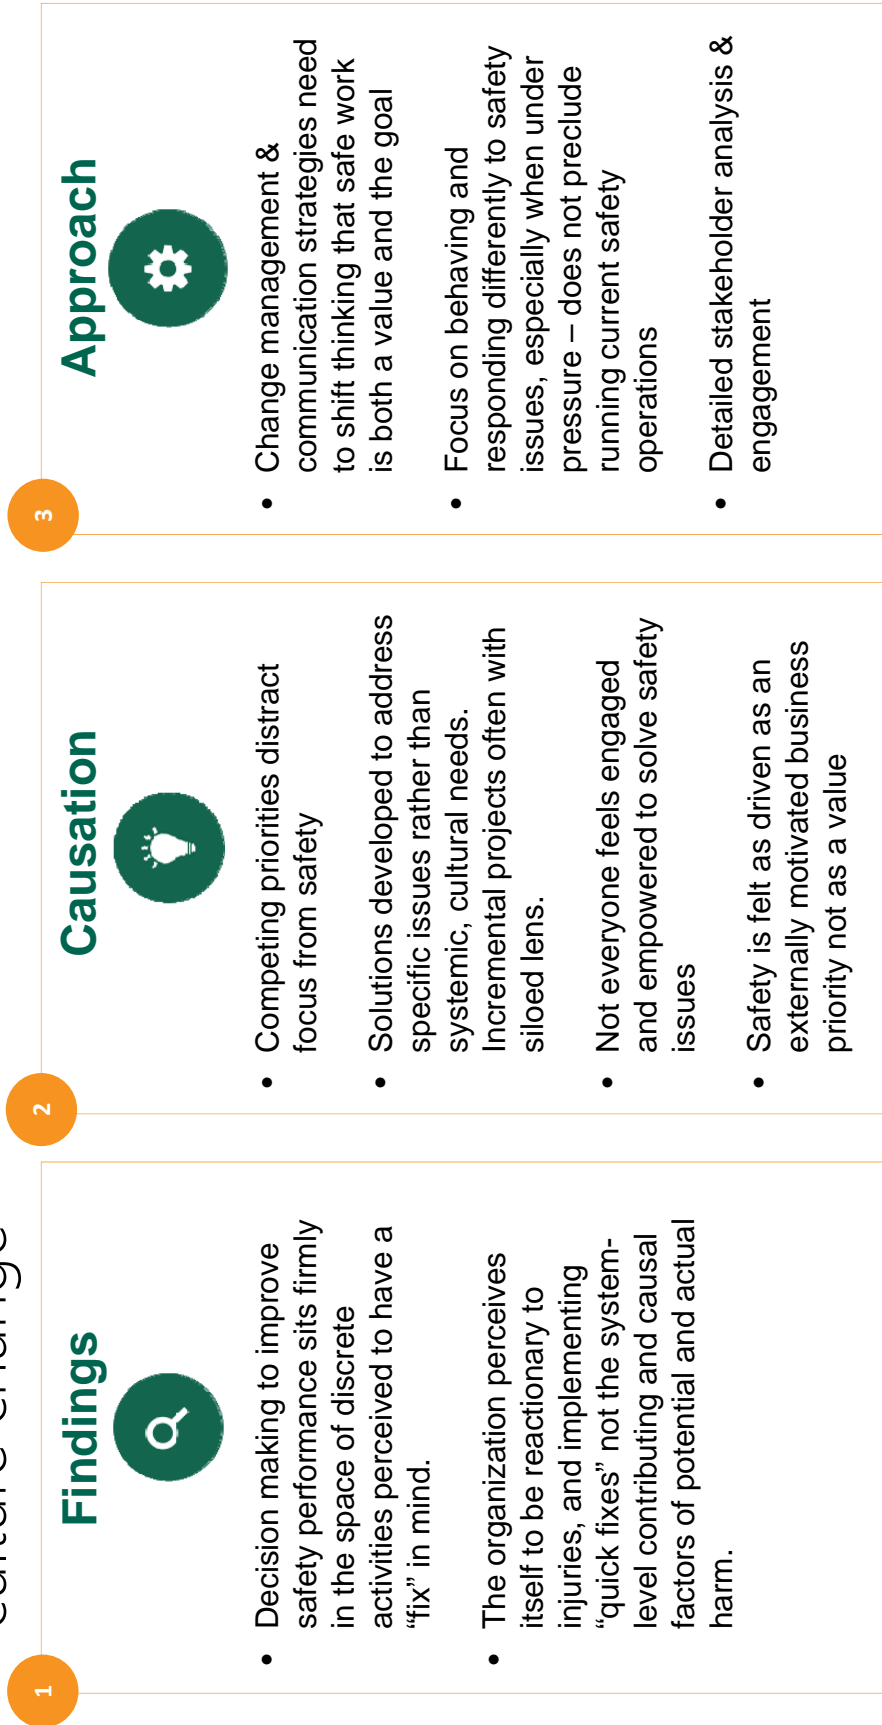 culture change
1
Findings
• Decision making to improve
safety performance sits firmly
in the space of discrete
activities perceived to have a
“fix” in mind.
• The organization perceives
itself to be reactionary to
injuries, and implementing
“quick fixes” not the system-
level contributing and causal
factors of potential and actual
harm.
2
Causation
• Competing priorities distract
focus from safety
• Solutions developed to address
specific issues rather than
systemic, cultural needs.
Incremental projects often with
siloed lens.
• Not everyone feels engaged
and empowered to solve safety
issues
• Safety is felt as driven as an
externally motivated business
priority not as a value
3
Approach
• Change management &
communication strategies need
to shift thinking that safe work
is both a value and the goal
• Focus on behaving and
responding differently to safety
issues, especially when under
pressure – does not preclude
running current safety
operations
• Detailed stakeholder analysis &
engagement